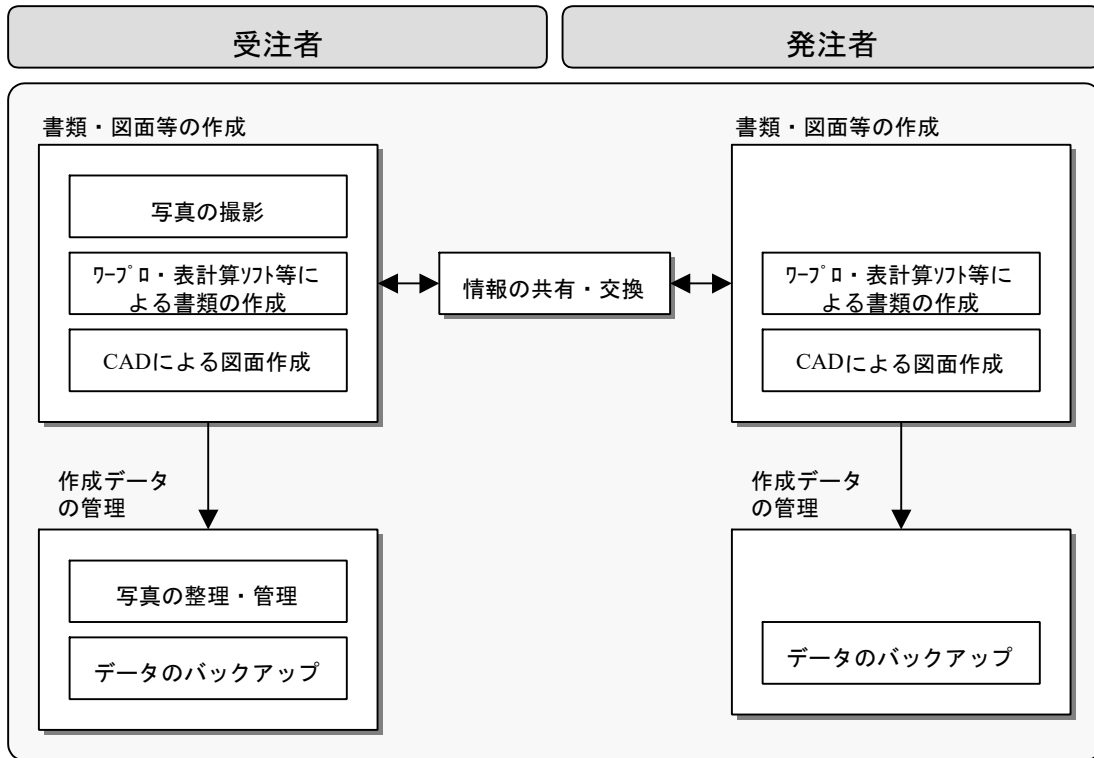 受注者
発注者
書類・図面等の作成
写真の撮影
ﾜｰﾌﾟﾛ・表計算ｿﾌﾄ等に
よる書類の作成
CADによる図面作成
情報の共有・交換
書類・図面等の作成
ﾜｰﾌﾟﾛ・表計算ｿﾌﾄ等に
よる書類の作成
CADによる図面作成
作成データ
の管理
写真の整理・管理
データのバックアップ
作成データ
の管理
データのバックアップ